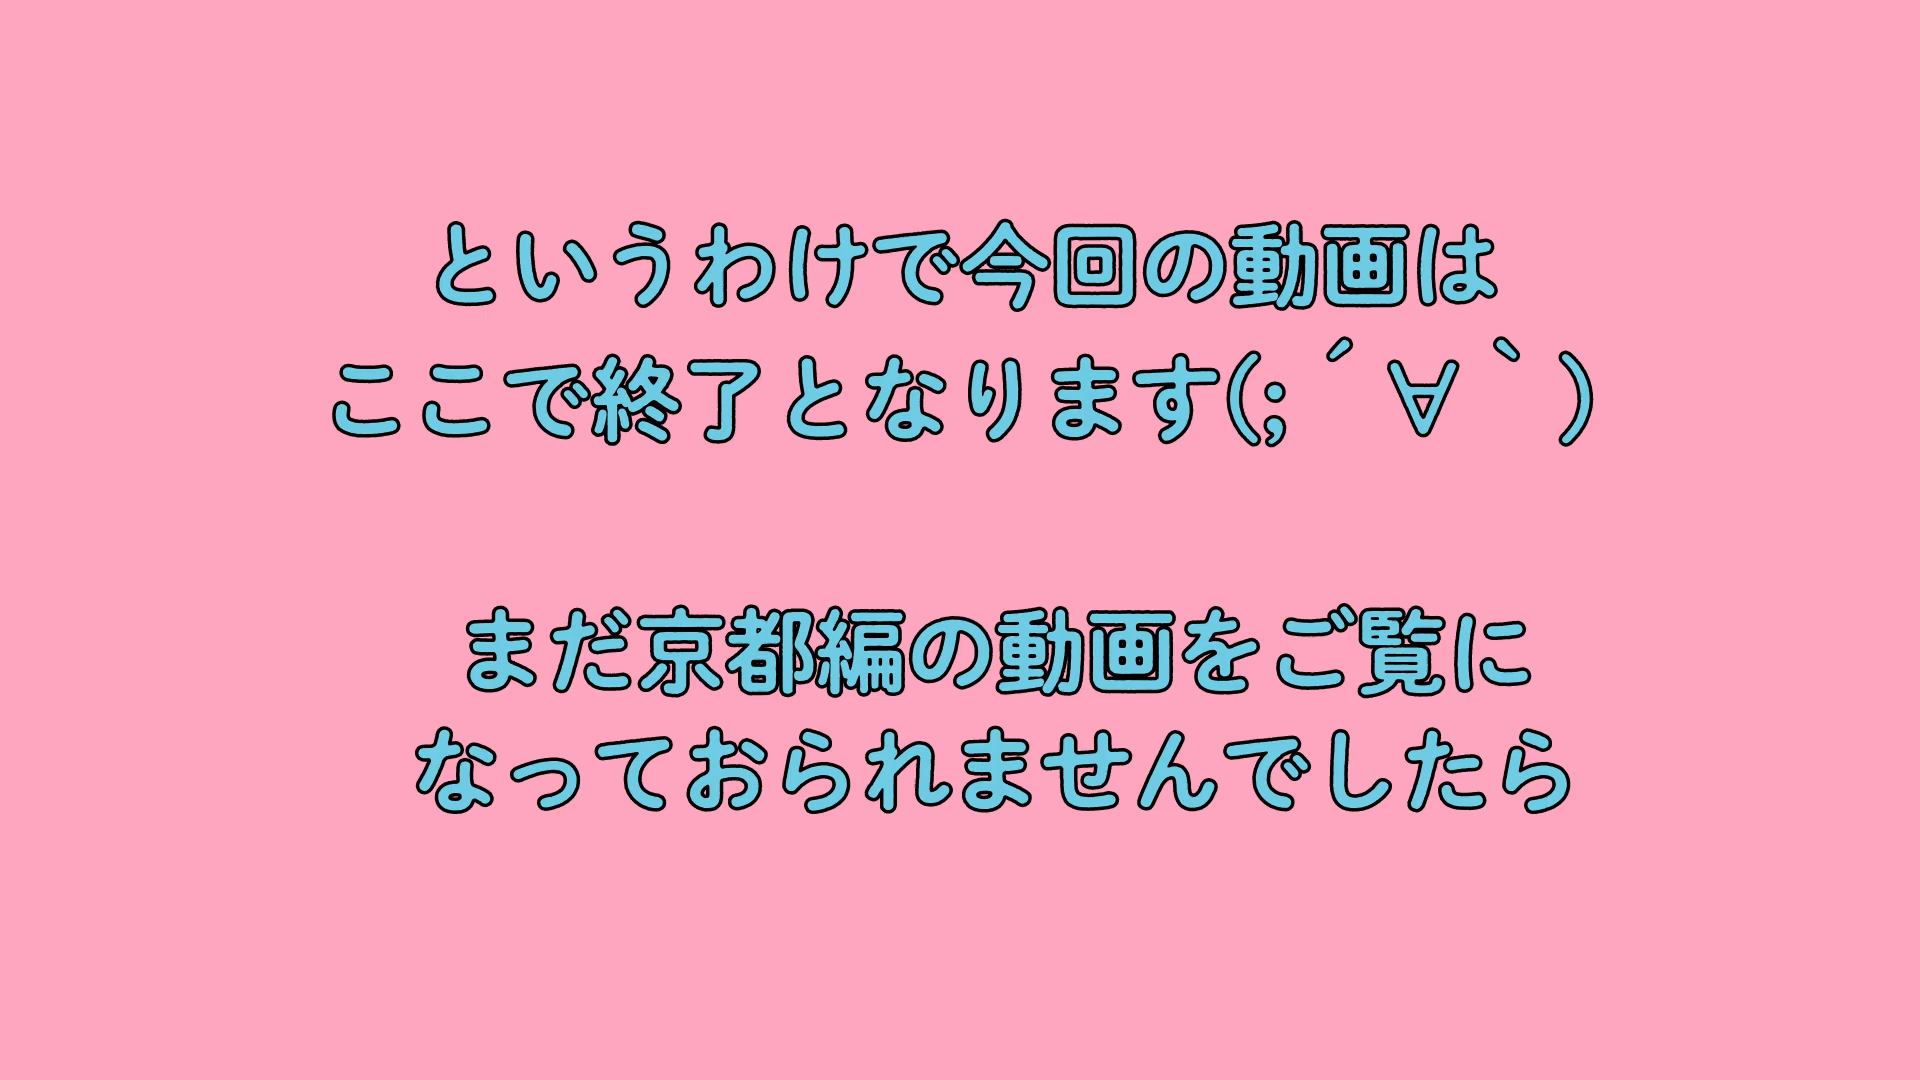 というわけで今回の動画は
ここで終了となります(;´∀｀)
まだ京都編の動画をご覧に
なっておられませんでしたら